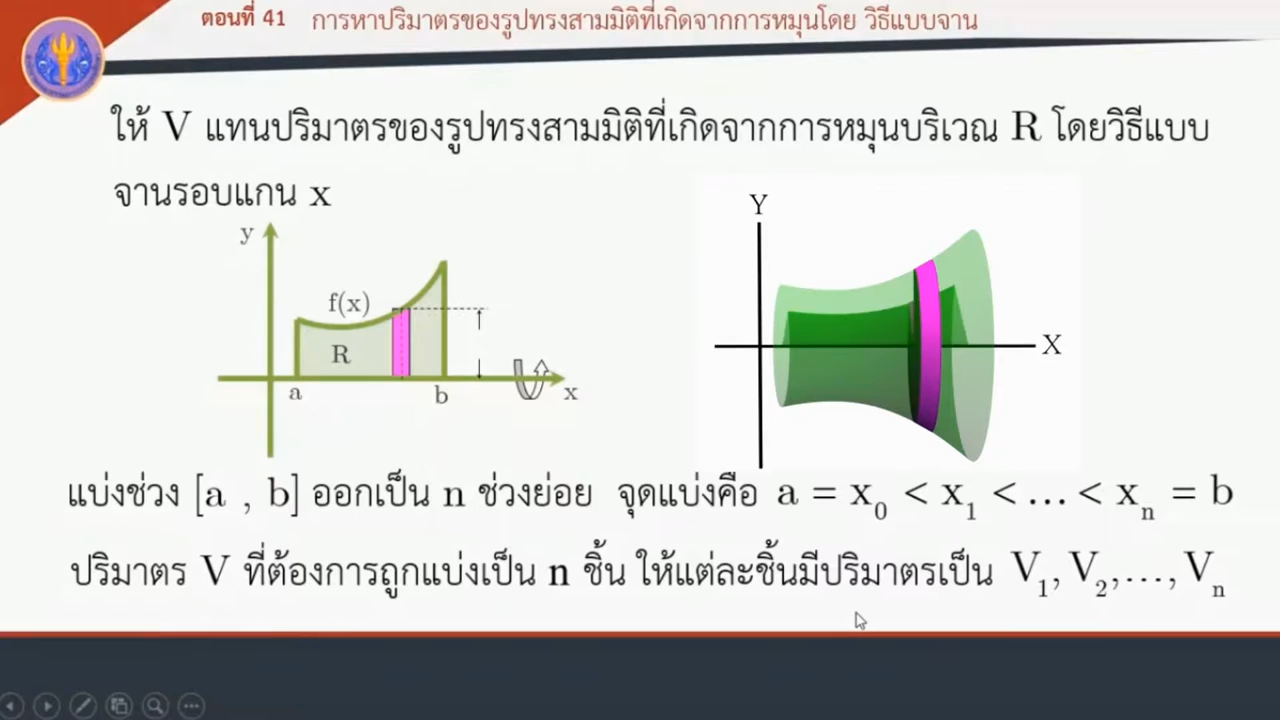 ตอนที่ 41 การหาปริมาตรของรูปทรงสามมิติที่เกิดจากการหมุนโดย วิธีแบบจาน
ให้ V แทนปริมาตรของรูปทรงสามมิติที่เกิดจากการหมุนบริเวณ R โดยวิธีแบบ
จานรอบแกน x
y
f(x)
R
a
b
x
Y
X
แบ่งช่วง [a , b] ออกเป็น n ช่วงย่อย จุดแบ่งคือ a = x₀ < x₁ < ... < xₙ = b
ปริมาตร V ที่ต้องการถูกแบ่งเป็น n ชิ้น ให้แต่ละชิ้นมีปริมาตรเป็น V₁, V₂,..., Vₙ